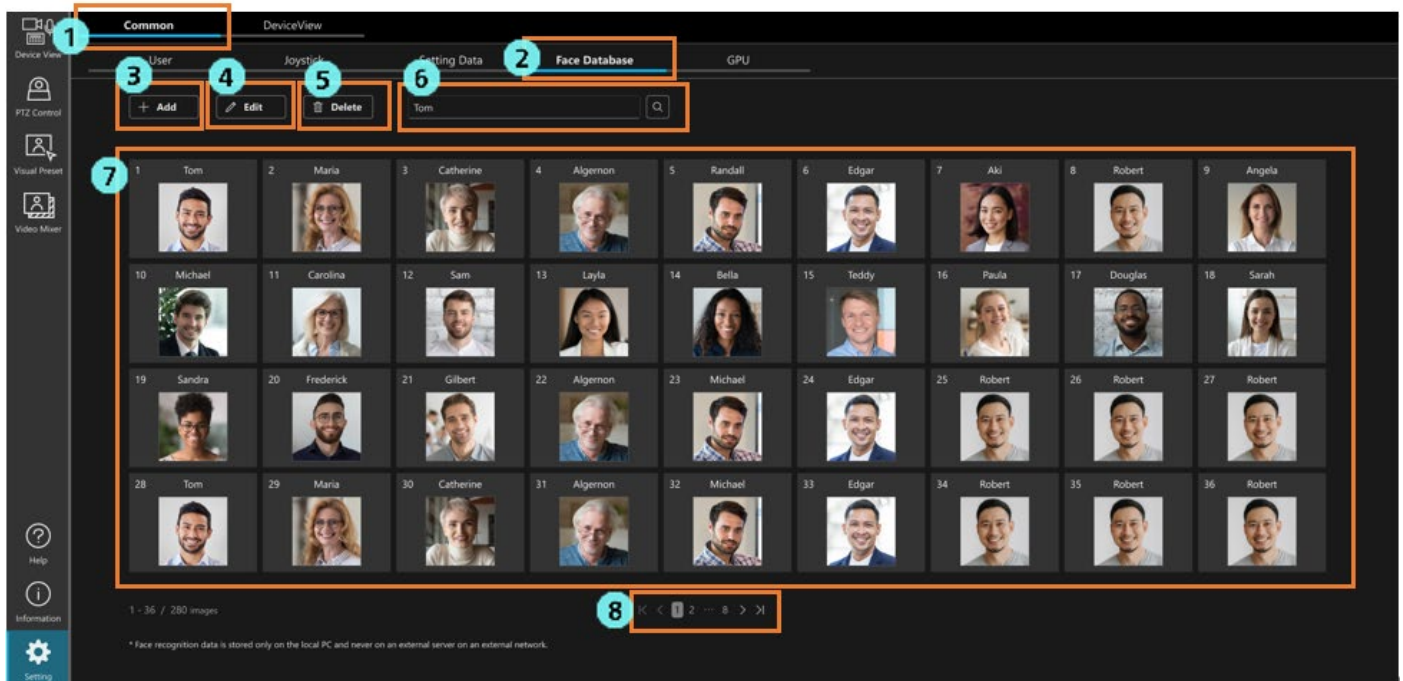 1
Common
DeviceView
Device View
User
Joystick
Setting Data
2
Face Database
GPU
3
+ Add
4
Edit
5
Delete
6
Tom
PTZ Control
Visual Preset
Video Mixer
7
1 Tom
2 Maria
3 Catherine
4 Algernon
5 Randall
6 Edgar
7 Aki
8 Robert
9 Angela
10 Michael
11 Carolina
12 Sam
13 Layla
14 Bella
15 Teddy
16 Paula
17 Douglas
18 Sarah
19 Sandra
20 Frederick
21 Gilbert
22 Algernon
23 Michael
24 Edgar
25 Robert
26 Robert
27 Robert
28 Tom
29 Maria
30 Catherine
31 Algernon
32 Michael
33 Edgar
34 Robert
35 Robert
36 Robert
Help
Information
Setting
1 - 36 / 280 images
8
1 2 ··· 8
* Face recognition data is stored only on the local PC and never on an external server on an external network.